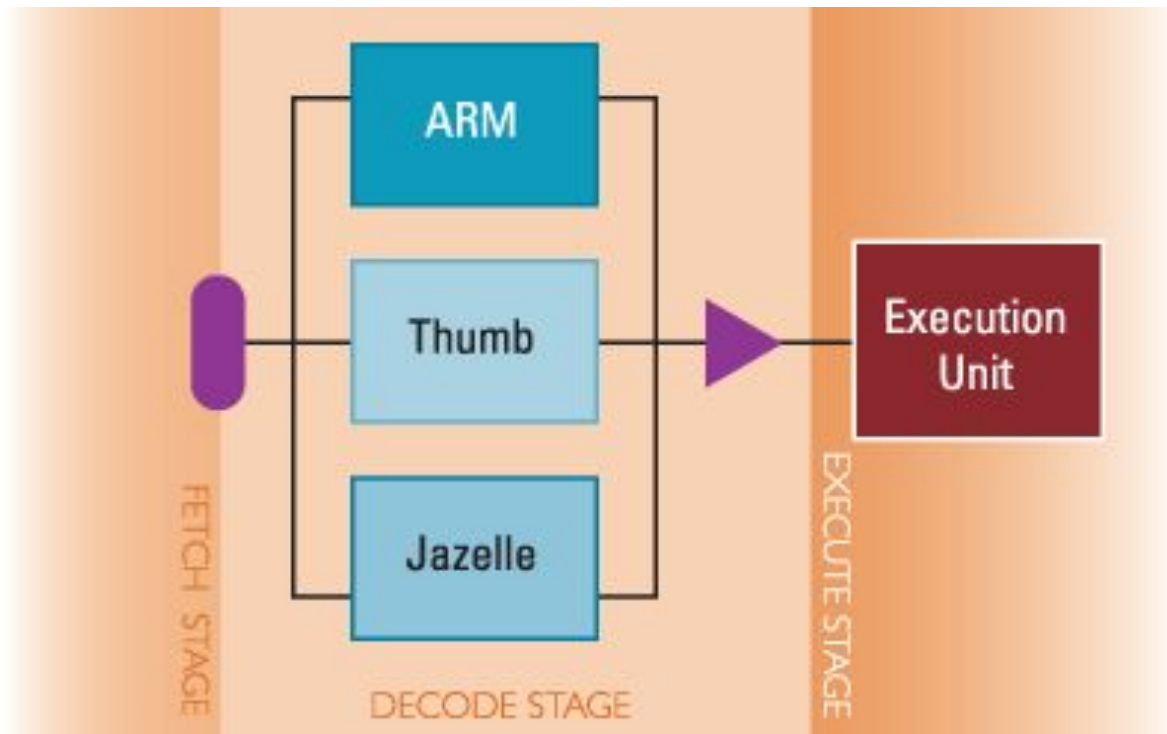 ARM
Thumb
Jazelle
Execution
Unit
FETCH STAGE
DECODE STAGE
EXECUTE STAGE